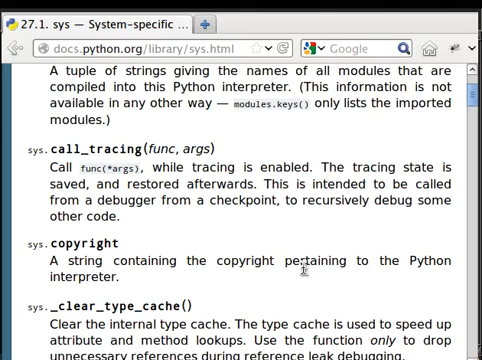 27.1. sys — System-specific ...
docs.python.org/library/sys.html
Google
A tuple of strings giving the names of all modules that are
compiled into this Python interpreter. (This information is not
available in any other way — modules.keys() only lists the imported
modules.)
sys.call_tracing(func, args)
Call func(*args), while tracing is enabled. The tracing state is
saved, and restored afterwards. This is intended to be called
from a debugger from a checkpoint, to recursively debug some
other code.
sys.copyright
A string containing the copyright pertaining to the Python
interpreter.
sys._clear_type_cache()
Clear the internal type cache. The type cache is used to speed up
attribute and method lookups. Use the function only to drop
unnecessary references during reference leak debugging.